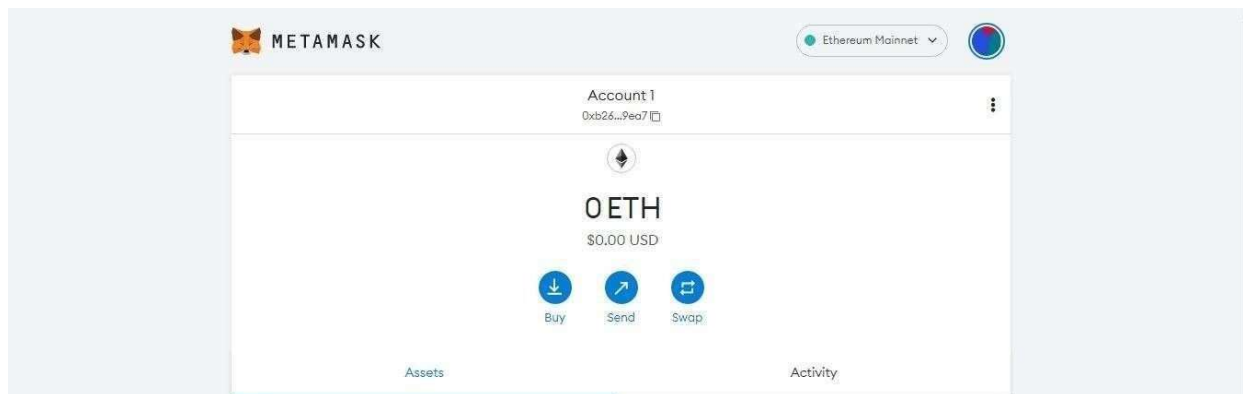 METAMASK
Ethereum Mainnet
Account 1
0xb26...9ea7
0 ETH
$0.00 USD
Buy Send Swap
Assets Activity